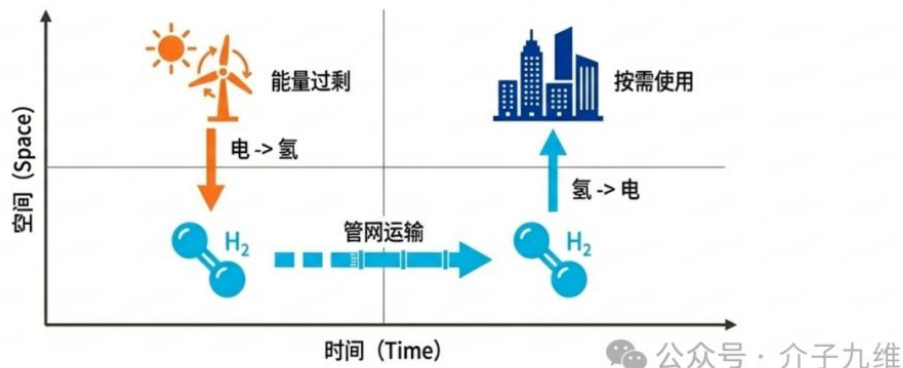 能量过剩
按需使用
电 -> 氢
氢 -> 电
空间（Space）
H2
管网运输
H2
时间（Time）
公众号 · 介子九维